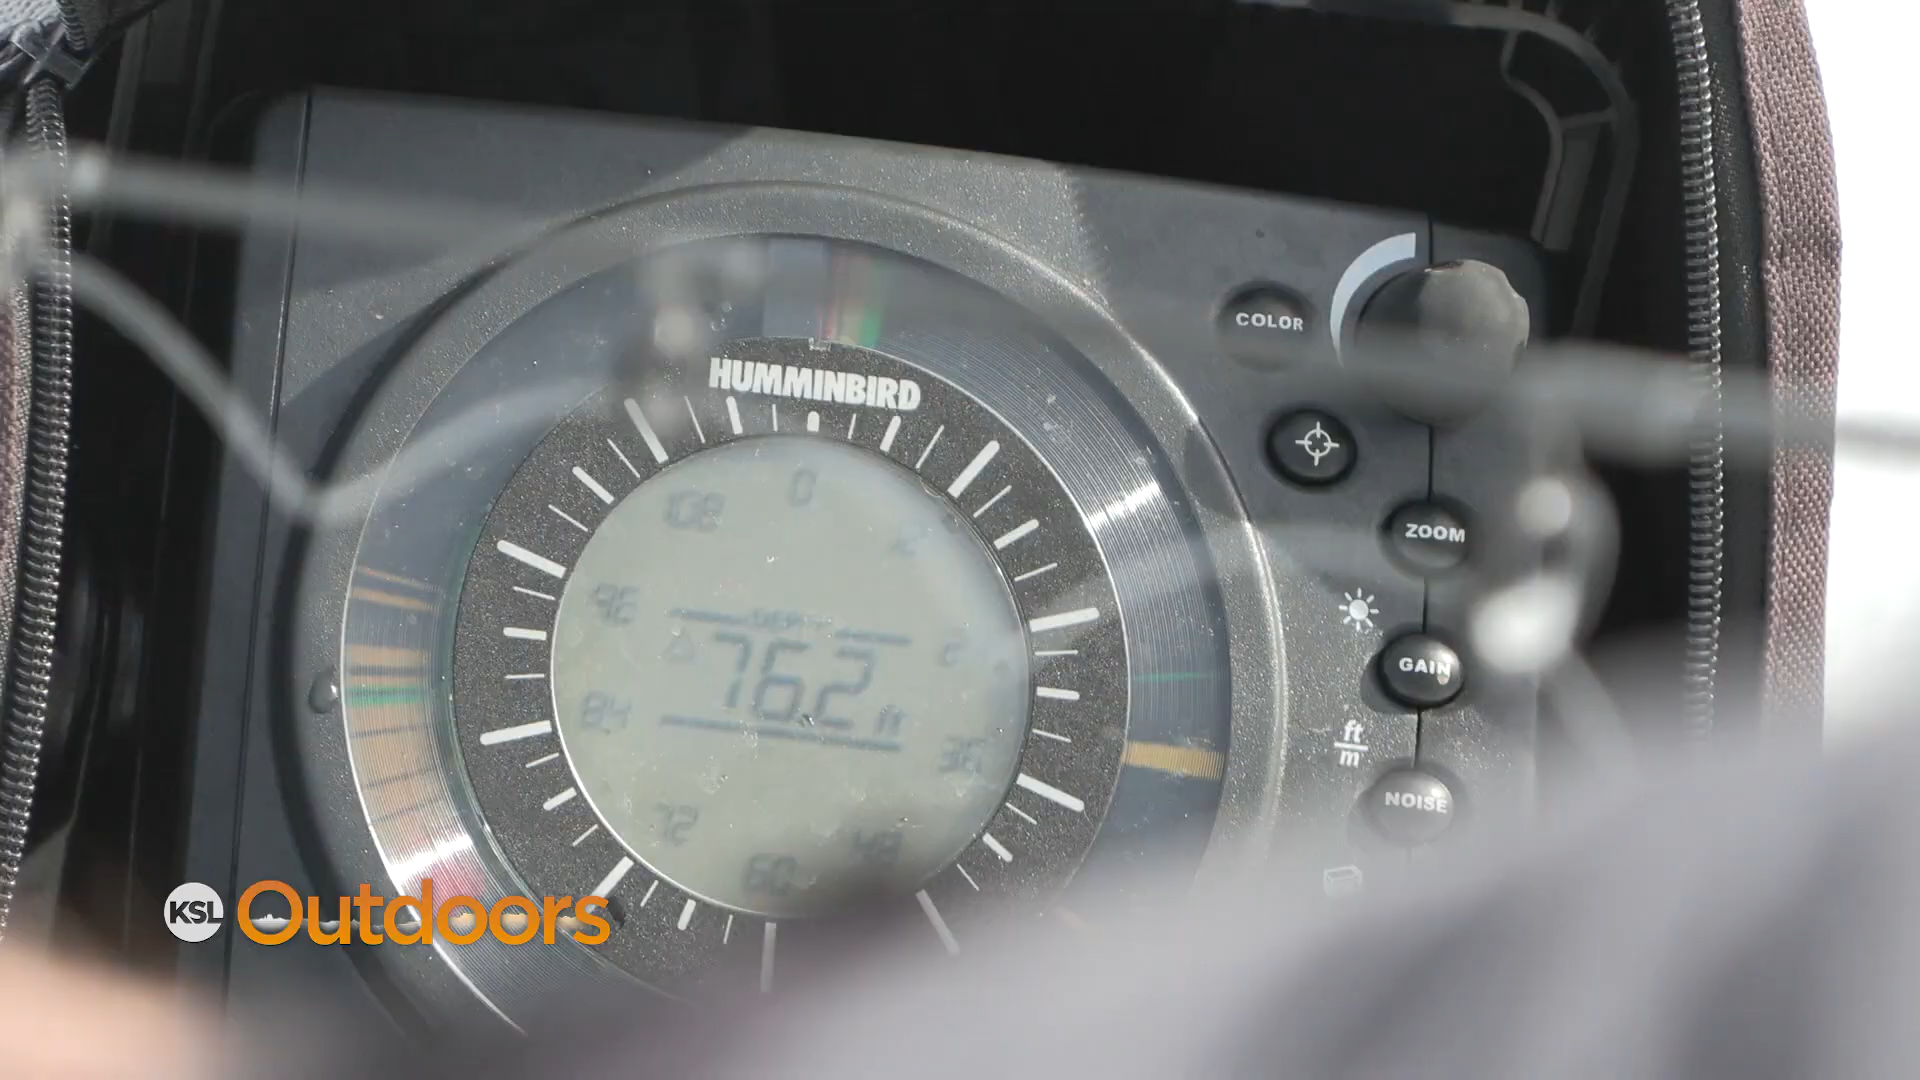 HUMMINBIRD
COLOR
ZOOM
GAIN
ft
m
NOISE
0
108
96
84
72
60
48
36
DEPTH
76.2 ft
KSL Outdoors